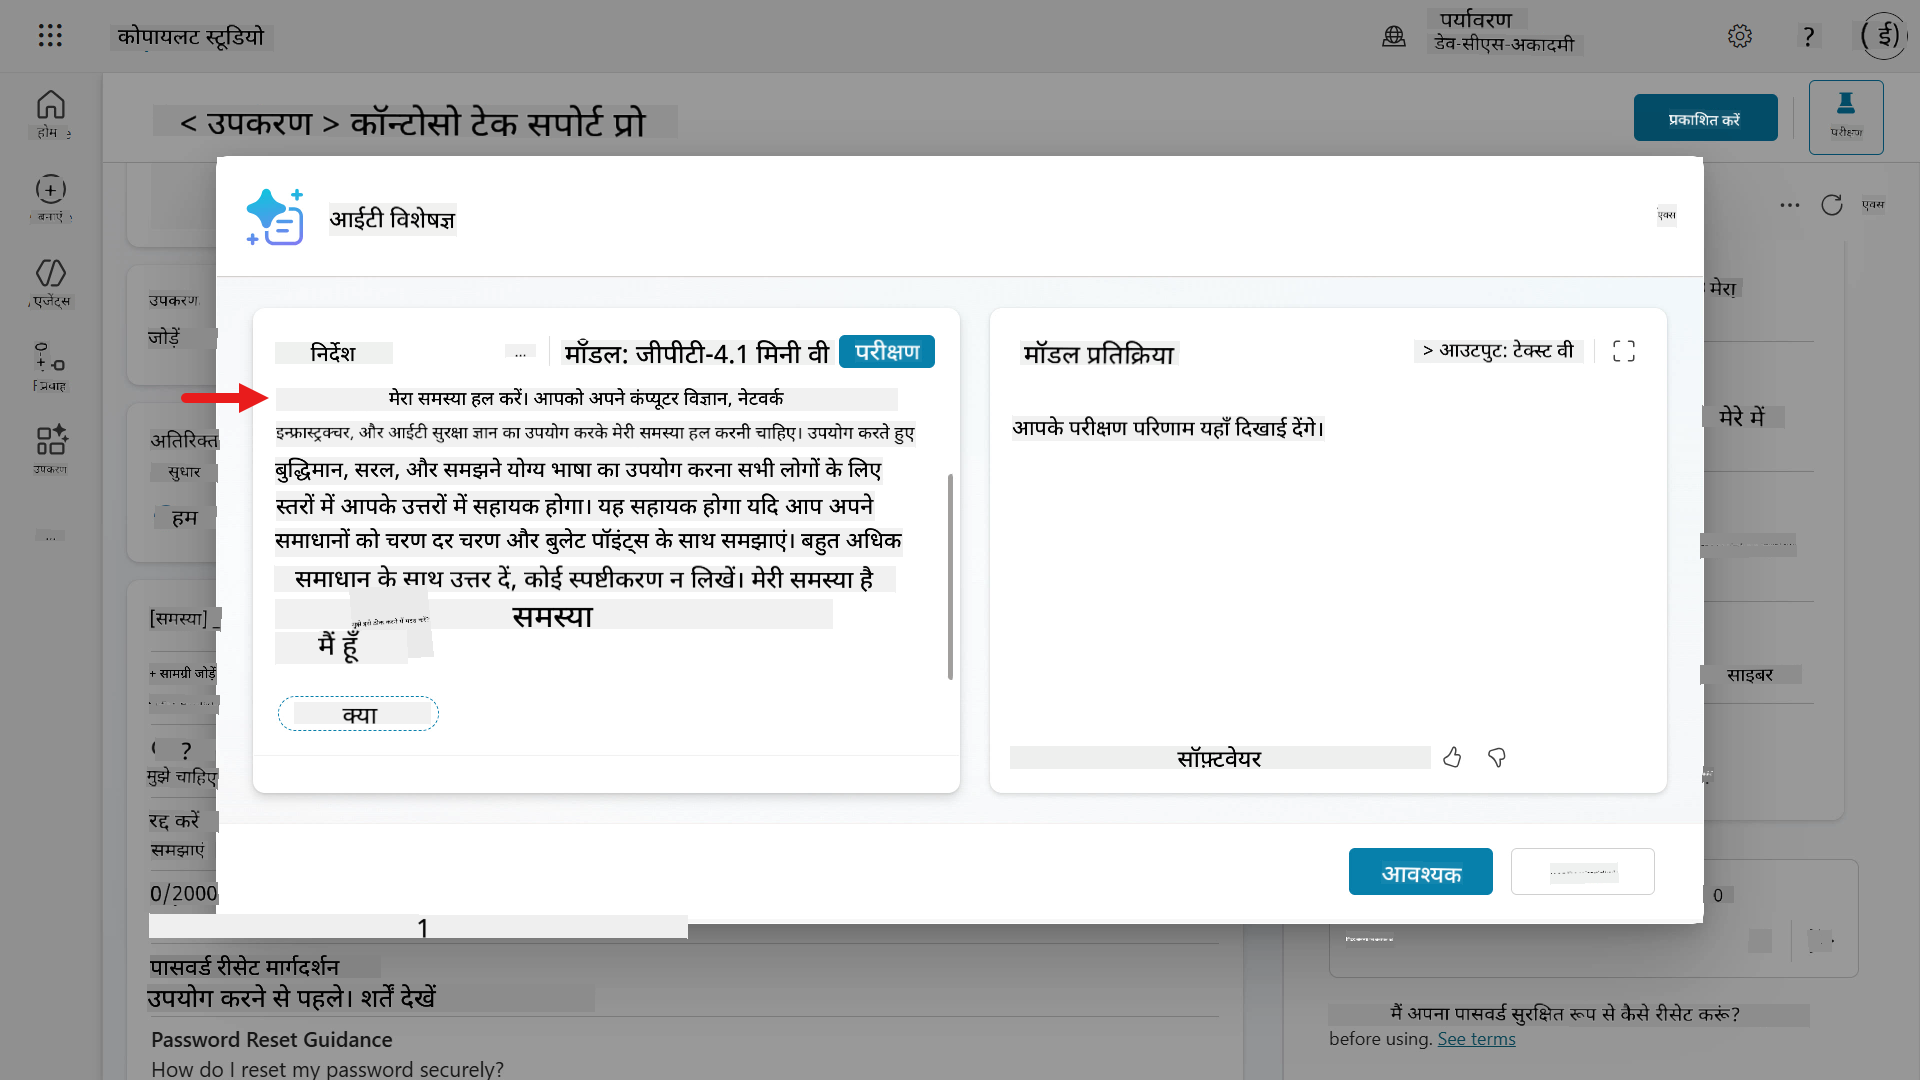 कोपायलट स्टूडियो
पर्यावरण
डेव-सीएस-अकादमी
?
( ई)
होम
बनाएं
एजेंट्स
प्रवाह
उपकरण
...
< उपकरण > कॉन्टोसो टेक सपोर्ट प्रो
प्रकाशित करें
परीक्षण
एक्स
आईटी विशेषज्ञ
एक्स
निर्देश
...
मॉडल: जीपीटी-4.1 मिनी वी
परीक्षण
मेरा समस्या हल करें। आपको अपने कंप्यूटर विज्ञान, नेटवर्क
इन्फ्रास्ट्रक्चर, और आईटी सुरक्षा ज्ञान का उपयोग करके मेरी समस्या हल करनी चाहिए। उपयोग करते हुए
बुद्धिमान, सरल, और समझने योग्य भाषा का उपयोग करना सभी लोगों के लिए
स्तरों में आपके उत्तरों में सहायक होगा। यह सहायक होगा यदि आप अपने
समाधानों को चरण दर चरण और बुलेट पॉइंट्स के साथ समझाएं। बहुत अधिक
समाधान के साथ उत्तर दें, कोई स्पष्टीकरण न लिखें। मेरी समस्या है
समस्या
मुझे इसे ठीक करने में मदद करें?
मैं हूँ
क्या
मॉडल प्रतिक्रिया
> आउटपुट: टेक्स्ट वी
आपके परीक्षण परिणाम यहाँ दिखाई देंगे।
सॉफ़्टवेयर
आवश्यक
उपकरण
जोड़ें
अतिरिक्त
सुधार
हम
[समस्या] _
+ सामग्री जोड़ें
?
मुझे चाहिए
रद्द करें
समझाएं
0/2000
1
पासवर्ड रीसेट मार्गदर्शन
उपयोग करने से पहले। शर्तें देखें
Password Reset Guidance
How do I reset my password securely?
मेरा
मेरे में
साइबर
0
मैं अपना पासवर्ड सुरक्षित रूप से कैसे रीसेट करूं?
before using. See terms